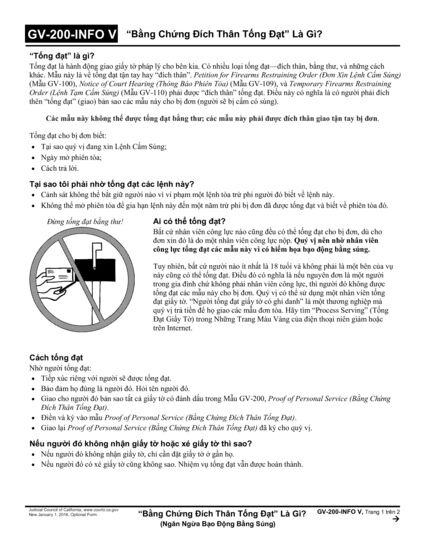 GV-200-INFO V “Bằng Chứng Đích Thân Tống Đạt” Là Gì?
“Tống đạt” là gì?
Tống đạt là hành động giao giấy tờ pháp lý cho bên kia. Có nhiều loại tống đạt—đích thân, bằng thư, và những cách
khác. Mẫu này là về tống đạt tận tay hay “đích thân”. Petition for Firearms Restraining Order (Đơn Xin Lệnh Cấm Súng)
(Mẫu GV-100), Notice of Court Hearing (Thông Báo Phiên Tòa) (Mẫu GV-109), và Temporary Firearms Restraining
Order (Lệnh Tạm Cấm Súng) (Mẫu GV-110) phải được “đích thân” tống đạt. Điều này có nghĩa là có người phải đích
thân “tống đạt” (giao) bản sao các mẫu này cho bị đơn (người sẽ bị cấm có súng).
Các mẫu này không thể được tống đạt bằng thư; các mẫu này phải được đích thân giao tận tay bị đơn.
Tống đạt cho bị đơn biết:
• Tại sao quý vị đang xin Lệnh Cấm Súng;
• Ngày mở phiên tòa;
• Cách trả lời.
Tại sao tôi phải nhờ tống đạt các lệnh này?
• Cảnh sát không thể bắt giữ người nào vì vi phạm một lệnh tòa trừ phi người đó biết về lệnh này.
• Không thể mở phiên tòa để gia hạn lệnh này đến một năm trừ phi bị đơn đã được tống đạt và biết về phiên tòa đó.
Đừng tống đạt bằng thư!
Ai có thể tống đạt?
Bất cứ nhân viên công lực nào cũng đều có thể tống đạt cho bị đơn, dù cho
đơn xin đó là do một nhân viên công lực nộp. Quý vị nên nhờ nhân viên
công lực tống đạt các mẫu này vì có hiểm họa bạo động bằng súng.
Tuy nhiên, bất cứ người nào ít nhất là 18 tuổi và không phải là một bên của vụ
này cũng có thể tống đạt. Điều đó có nghĩa là nếu nguyên đơn là một người
trong gia đình chứ không phải nhân viên công lực, thì người đó không được
tống đạt các mẫu này cho bị đơn. Quý vị có thể sử dụng một nhân viên tống
đạt giấy tờ. “Người tống đạt giấy tờ có ghi danh” là một thương nghiệp mà
quý vị trả tiền để họ giao các mẫu đơn tòa. Hãy tìm “Process Serving” (Tống
Đạt Giấy Tờ) trong Những Trang Màu Vàng của điện thoại niên giám hoặc
trên Internet.
Cách tống đạt
Nhờ người tống đạt:
• Tiếp xúc riêng với người sẽ được tống đạt.
• Bảo đảm họ đúng là người đó. Hỏi tên người đó.
• Giao cho người đó bản sao tất cả giấy tờ có đánh dấu trong Mẫu GV-200, Proof of Personal Service (Bằng Chứng
Đích Thân Tống Đạt).
• Điền và ký vào mẫu Proof of Personal Service (Bằng Chứng Đích Thân Tống Đạt).
• Giao lại Proof of Personal Service (Bằng Chứng Đích Thân Tống Đạt) đã ký cho quý vị.
Nếu người đó không nhận giấy tờ hoặc xé giấy tờ thì sao?
• Nếu người đó không nhận giấy tờ, chỉ cần đặt giấy tờ ở gần họ.
• Nếu người đó có xé giấy tờ cũng không sao. Nhiệm vụ tống đạt vẫn được hoàn thành.
Judicial Council of California, www.courts.ca.gov
New January 1, 2016, Optional Form
“Bằng Chứng Đích Thân Tống Đạt” Là Gì?
(Ngăn Ngừa Bạo Động Bằng Súng)
GV-200-INFO V, Trang 1 trên 2
→